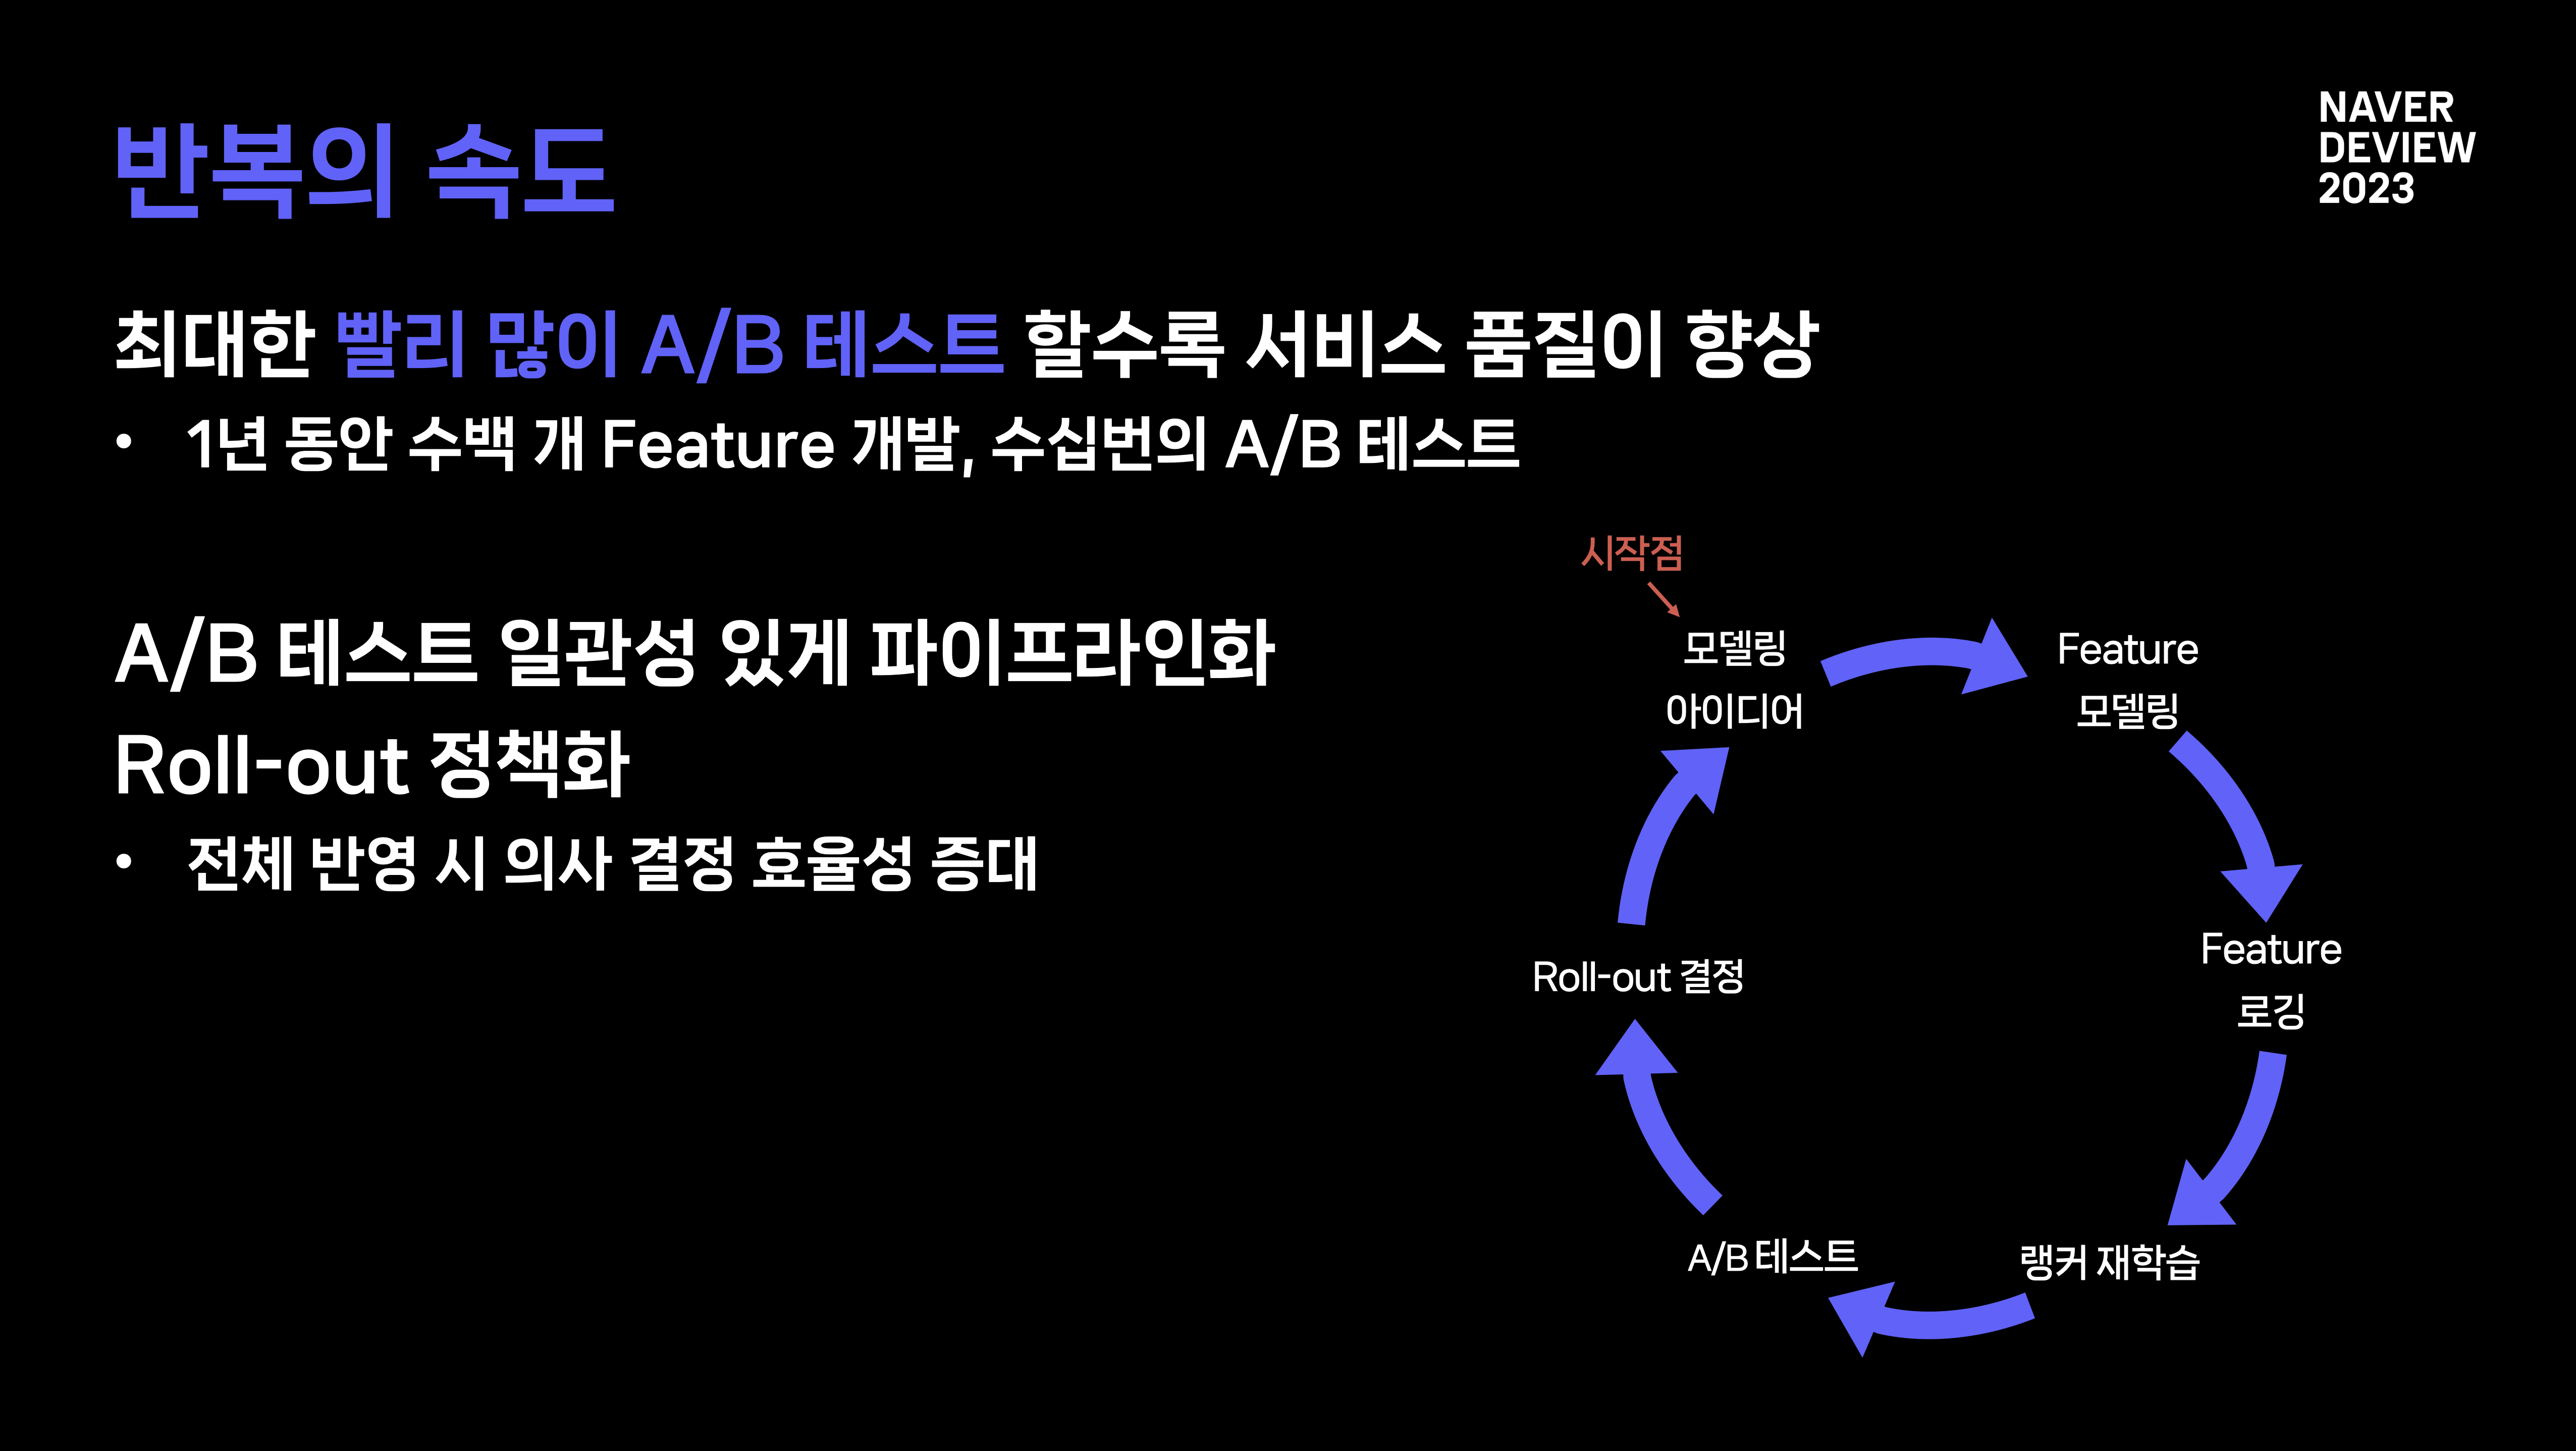 반복의 속도
NAVER
DEVIEW
2023
최대한 빨리 많이 A/B 테스트 할수록 서비스 품질이 향상
• 1년 동안 수백 개 Feature 개발, 수십번의 A/B 테스트
A/B 테스트 일관성 있게 파이프라인화
Roll-out 정책화
• 전체 반영 시 의사 결정 효율성 증대
시작점
모델링
아이디어
Feature
모델링
Feature
로깅
랭커 재학습
A/B 테스트
Roll-out 결정